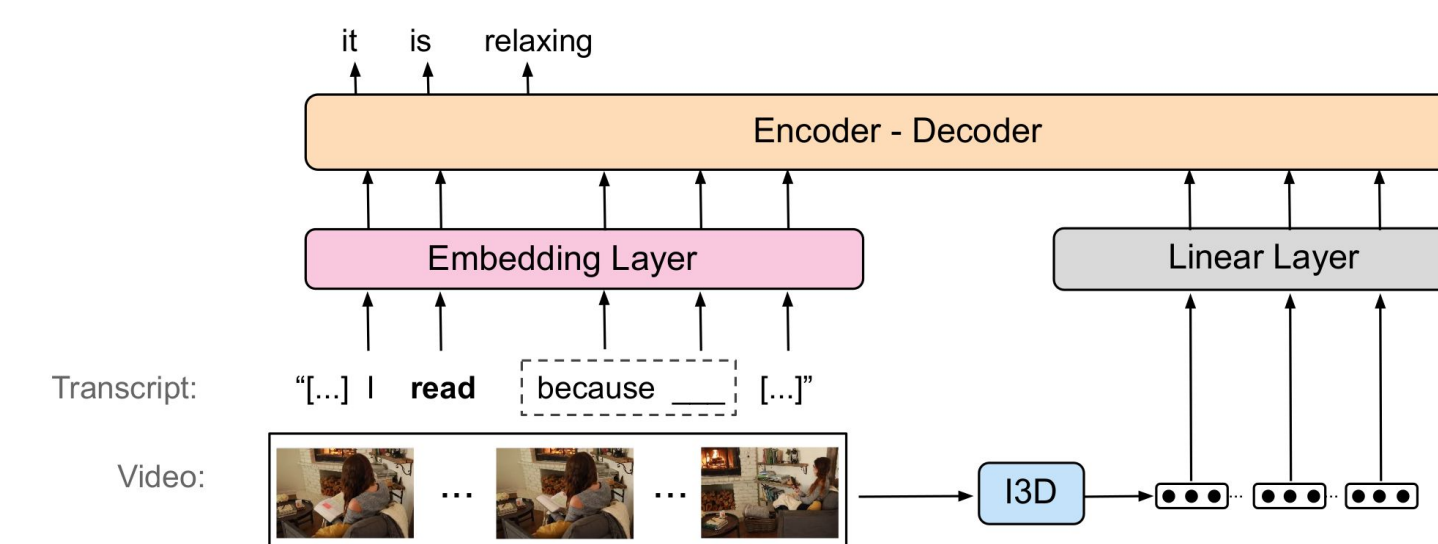 it is relaxing
Encoder - Decoder
Embedding Layer
Linear Layer
Transcript: “[...] I read because ___ [...]”
Video: ... ... I3D ... ...